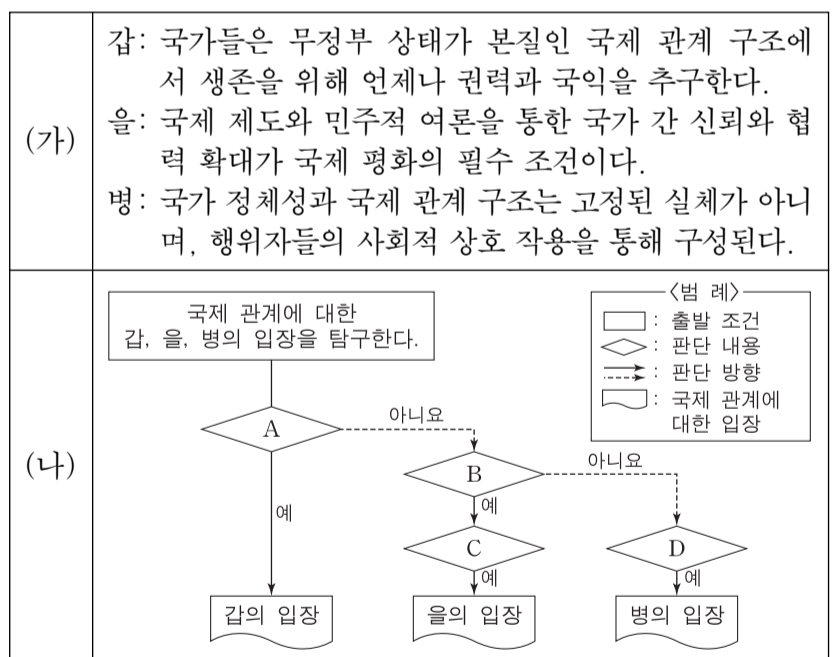 (가)
갑: 국가들은 무정부 상태가 본질인 국제 관계 구조에
서 생존을 위해 언제나 권력과 국익을 추구한다.
을: 국제 제도와 민주적 여론을 통한 국가 간 신뢰와 협
력 확대가 국제 평화의 필수 조건이다.
병: 국가 정체성과 국제 관계 구조는 고정된 실체가 아니
며, 행위자들의 사회적 상호 작용을 통해 구성된다.
(나)
국제 관계에 대한
갑, 을, 병의 입장을 탐구한다.
〈범 례〉
: 출발 조건
: 판단 내용
: 판단 방향
: 국제 관계에
대한 입장
A
아니요
B
아니요
예
예
C
D
예
예
갑의 입장
을의 입장
병의 입장